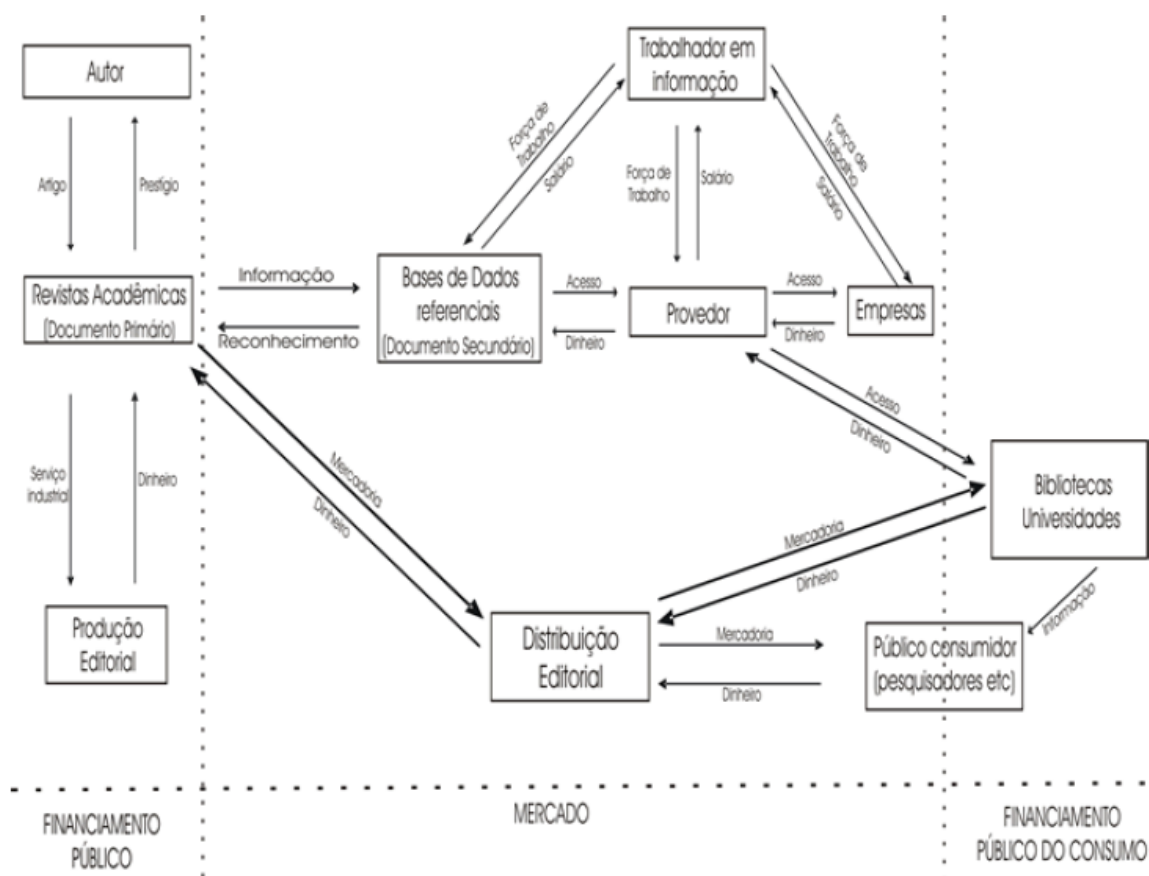 Autor
Artigo
Prestígio
Revistas Acadêmicas
(Documento Primário)
Serviço
industrial
Dinheiro
Produção
Editorial
Informação
Reconhecimento
Bases de Dados
referenciais
(Documento Secundário)
Trabalhador em
informação
Força de
Trabalho
Salário
Força de
Trabalho
Salário
Força de
Trabalho
Salário
Acesso
Dinheiro
Provedor
Acesso
Dinheiro
Empresas
Acesso
Dinheiro
Mercadoria
Dinheiro
Mercadoria
Dinheiro
Bibliotecas
Universidades
Informação
Distribuição
Editorial
Mercadoria
Dinheiro
Público consumidor
(pesquisadores etc)
FINANCIAMENTO
PÚBLICO
MERCADO
FINANCIAMENTO
PÚBLICO DO CONSUMO